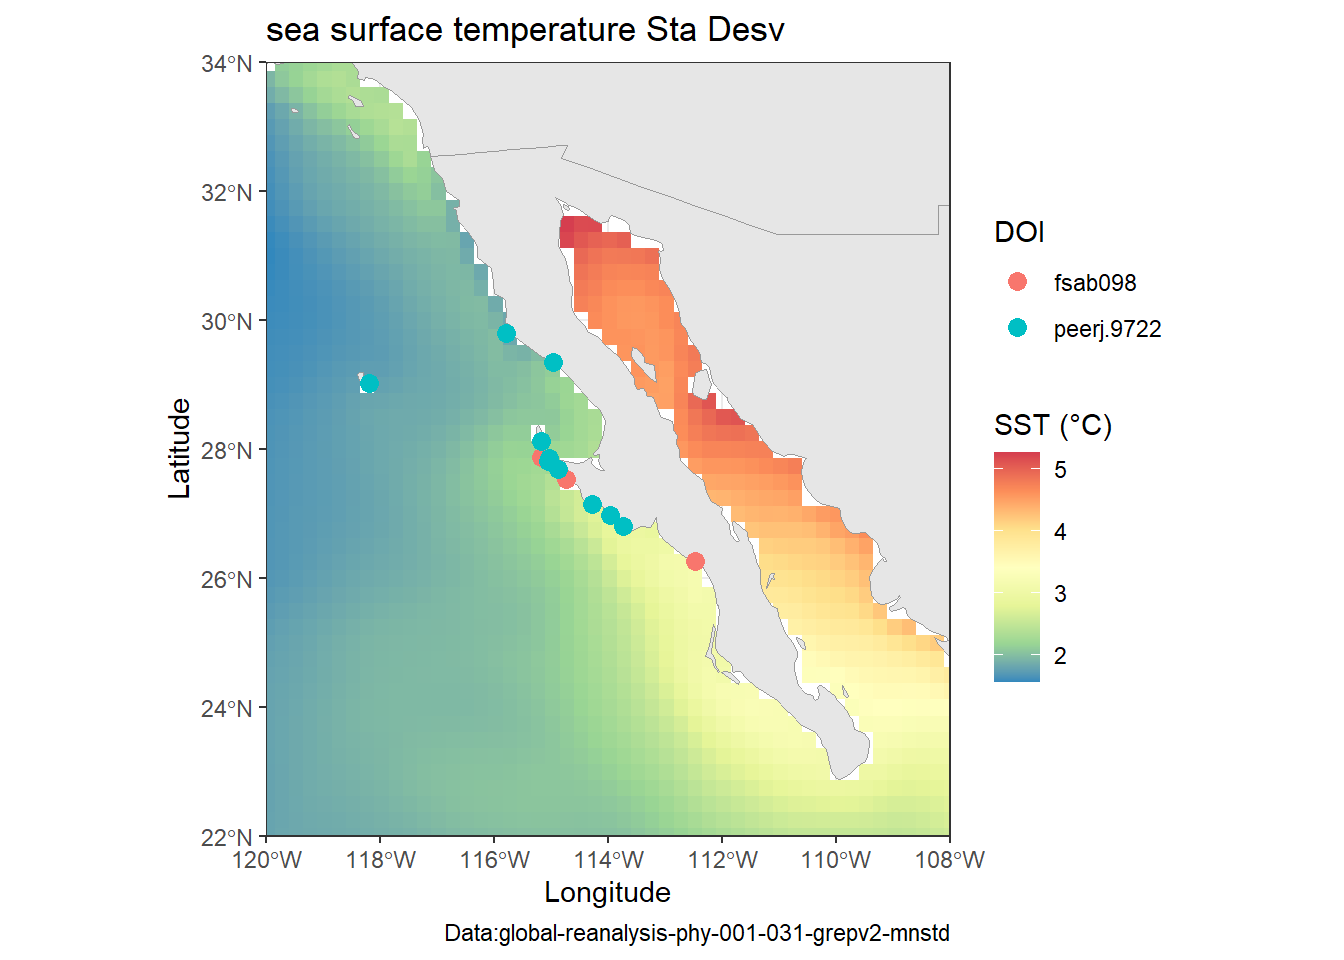 sea surface temperature Sta Desv
34°N
32°N
30°N
28°N
26°N
24°N
22°N
Latitude
120°W 118°W 116°W 114°W 112°W 110°W 108°W
Longitude
Data:global-reanalysis-phy-001-031-grepv2-mnstd
DOI
fsab098
peerj.9722
SST (°C)
5
4
3
2